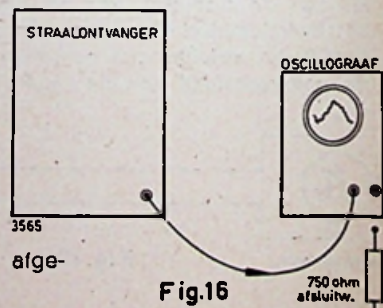 STRAALONTVANGER
OSCILLOGRAAF
3565
afge-
750 ohm
afsluitw.
Fig.16